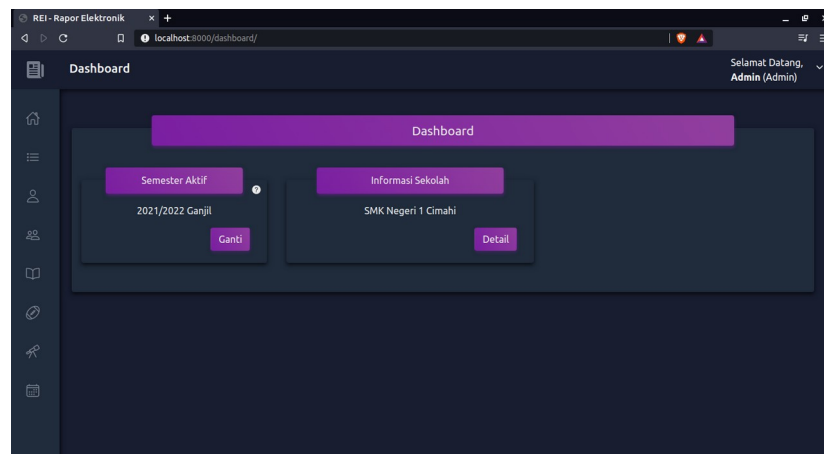 REI - Rapor Elektronik
localhost:8000/dashboard/
Dashboard
Selamat Datang,
Admin (Admin)
Dashboard
Semester Aktif
Informasi Sekolah
2021/2022 Ganjil
SMK Negeri 1 Cimahi
Ganti
Detail